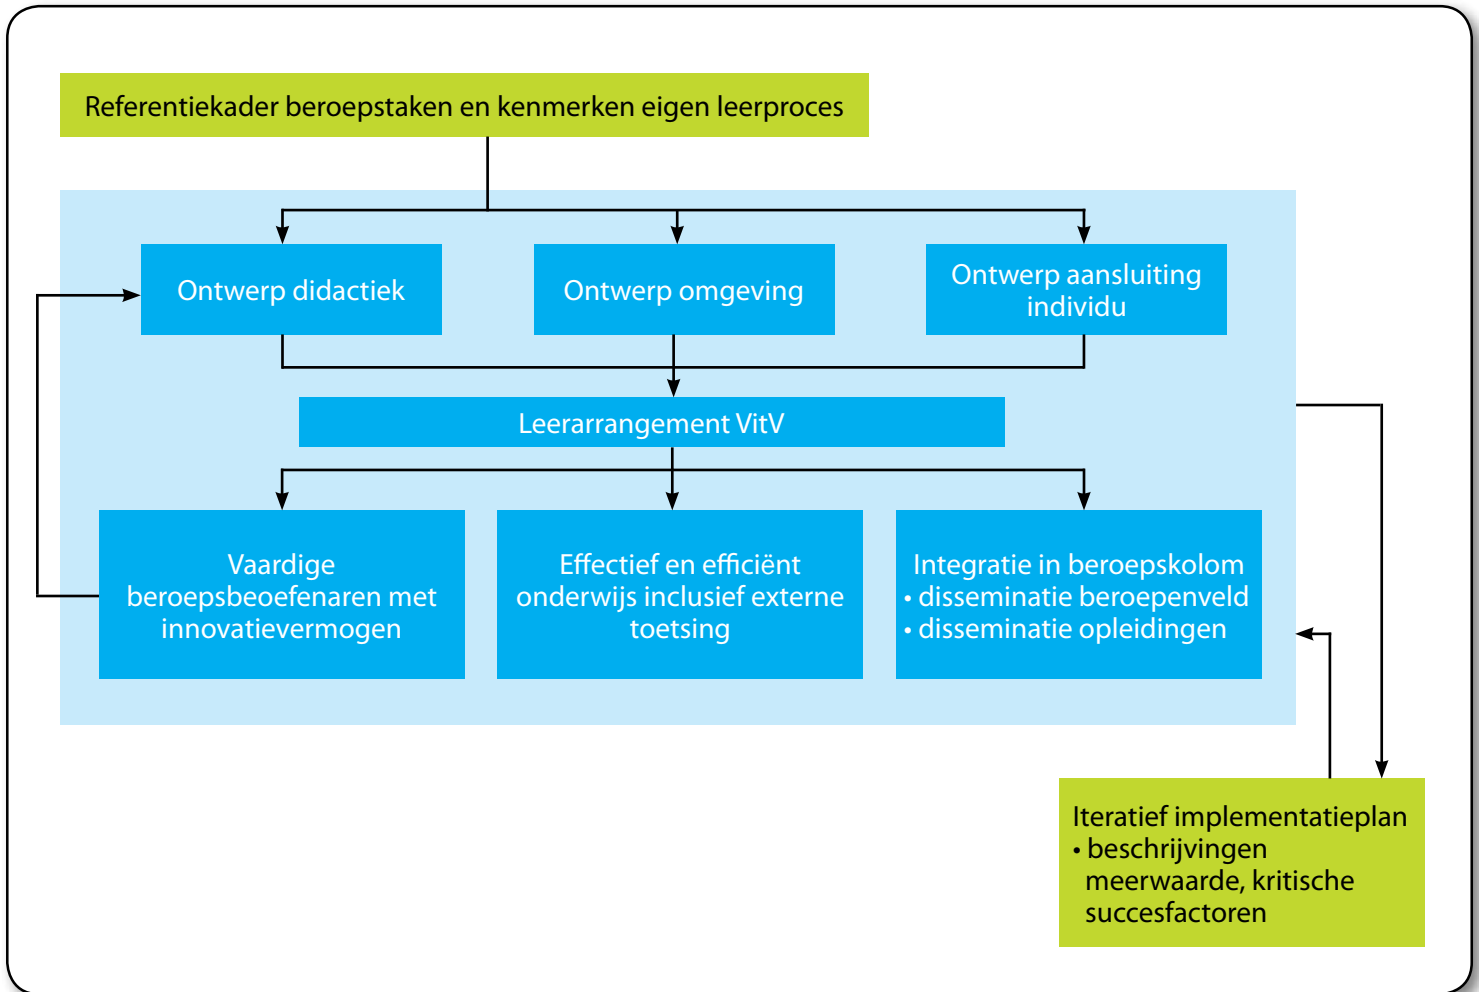 Referentiekader beroepstaken en kenmerken eigen leerproces
Ontwerp didactiek
Ontwerp omgeving
Ontwerp aansluiting
individu
Leerarrangement VitV
Vaardige
beroepsbeoefenaren met
innovatievermogen
Effectief en efficiënt
onderwijs inclusief externe
toetsing
Integratie in beroepskolom
• disseminatie beroepenveld
• disseminatie opleidingen
Iteratief implementatieplan
• beschrijvingen
meerwaarde, kritische
succesfactoren